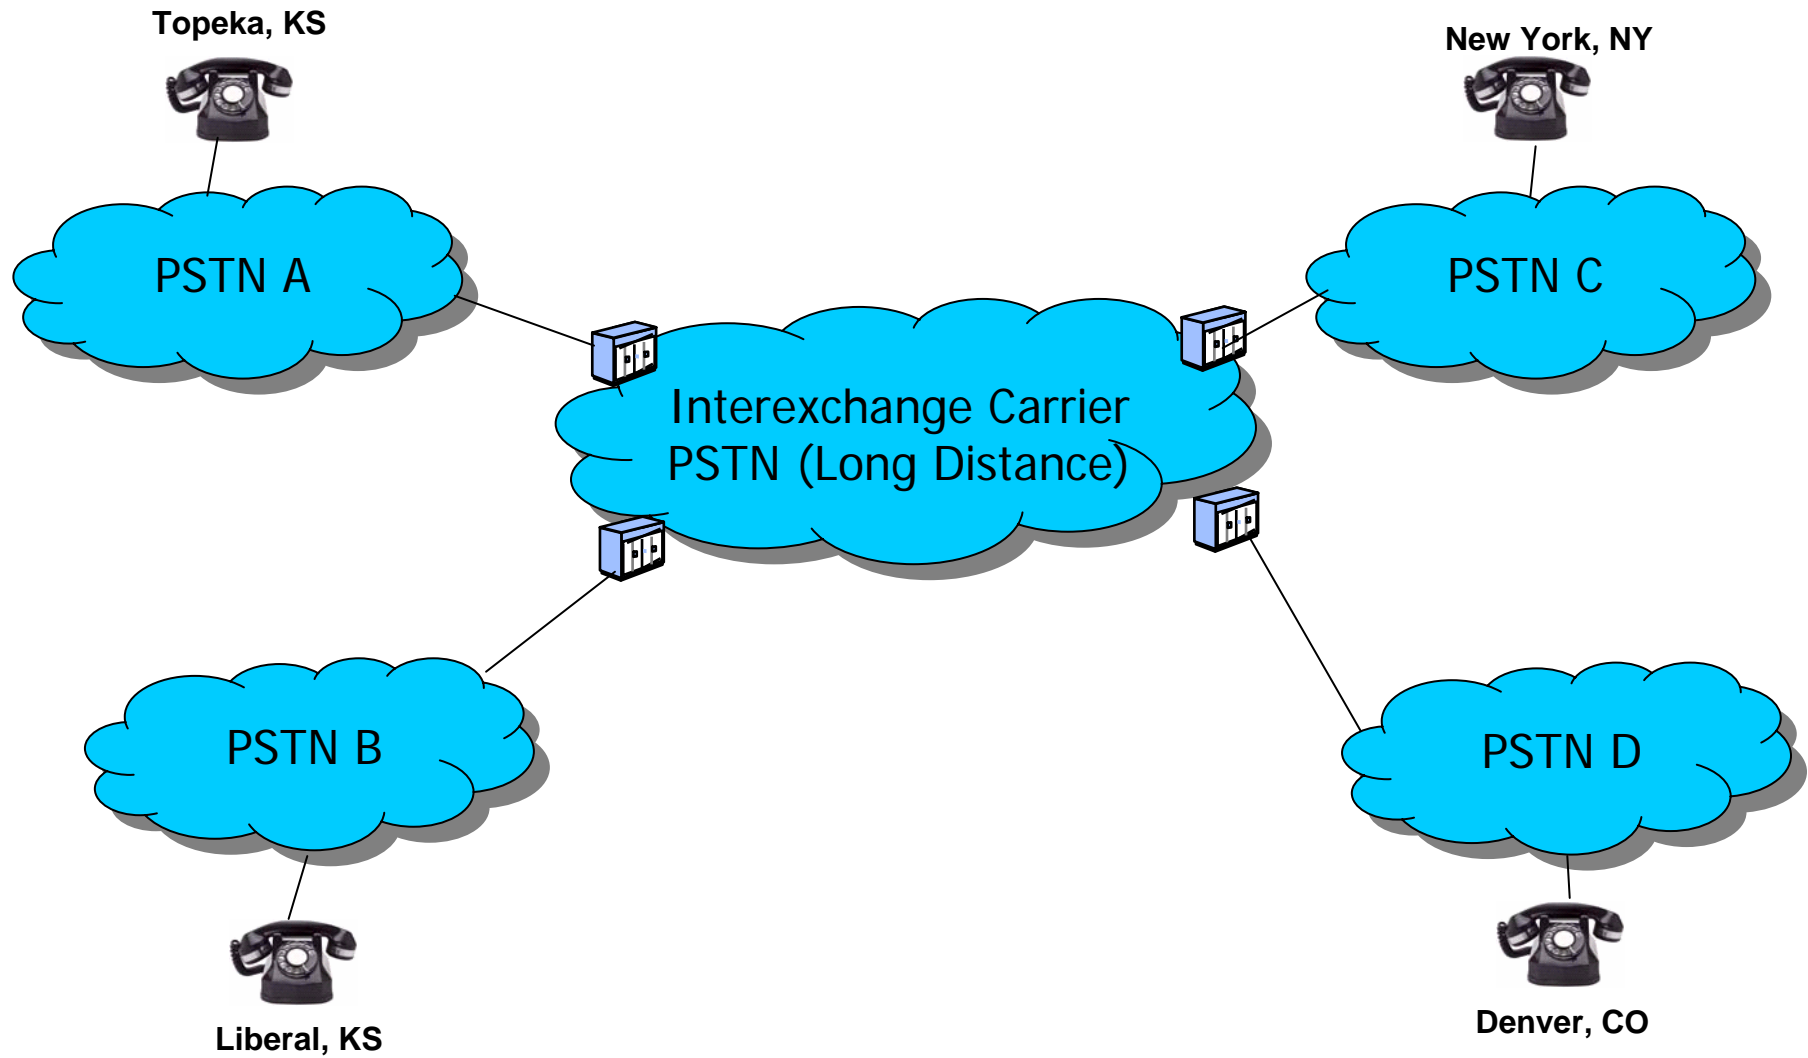 Topeka, KS
New York, NY
PSTN A
PSTN C
Interexchange Carrier
PSTN (Long Distance)
PSTN B
PSTN D
Liberal, KS
Denver, CO